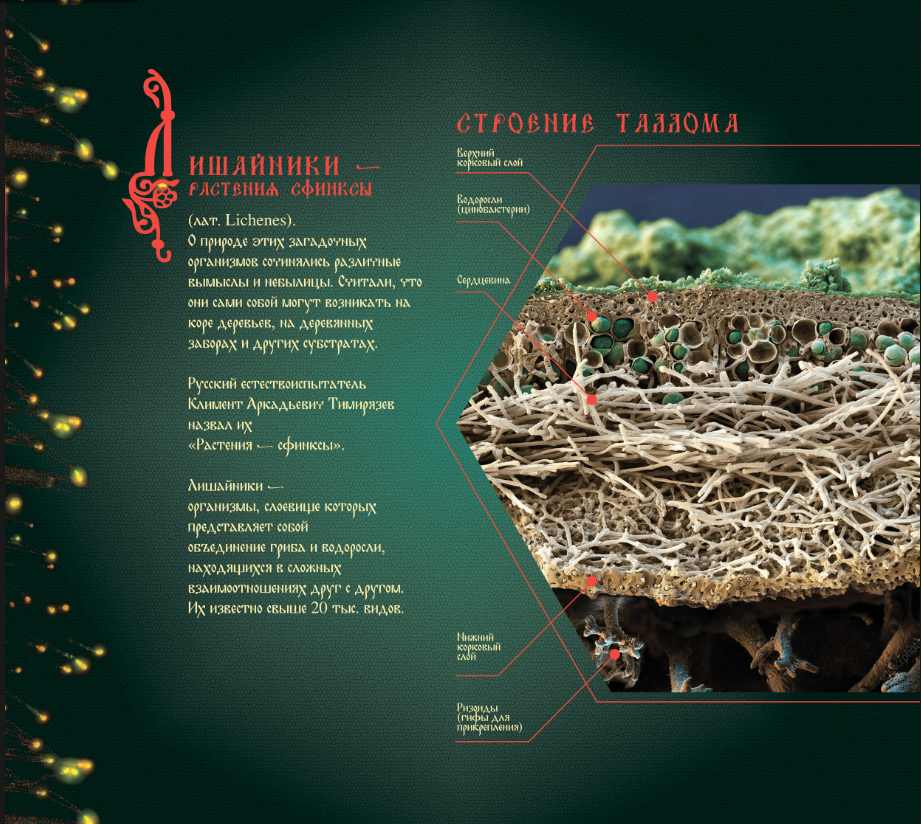 ЛИШАЙНИКИ —
РАСТЕНИЯ СФИНКСЫ
(лат. Lichenes).
О природе этих загадочных
организмов сочинялись различные
вымыслы и небылицы. Считали, что
они сами собой могут возникать на
коре деревьев, на деревянных
заборах и других субстратах.
Русский естествоиспытатель
Климент Аркадьевич Тимирязев
назвал их
«Растения — сфинксы».
Лишайники —
организмы, слоевище которых
представляет собой
объединение гриба и водоросли,
находящихся в сложных
взаимоотношениях друг с другом.
Их известно свыше 20 тыс. видов.
СТРОЕНИЕ ТАЛЛОМА
Верхний
корковый слой
Водоросли
(цинобактерии)
Сердцевина
Нижний
корковый
слой
Ризоиды
(гифы для
прикрепления)